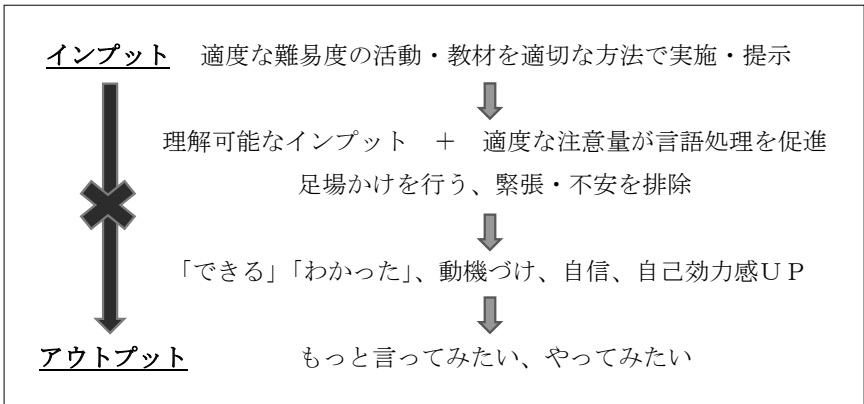 インプット 適度な難易度の活動・教材を適切な方法で実施・提示
理解可能なインプット + 適度な注意量が言語処理を促進
足場かけを行う、緊張・不安を排除
「できる」「わかった」、動機づけ、自信、自己効力感UP
アウトプット もっと言ってみたい、やってみたい